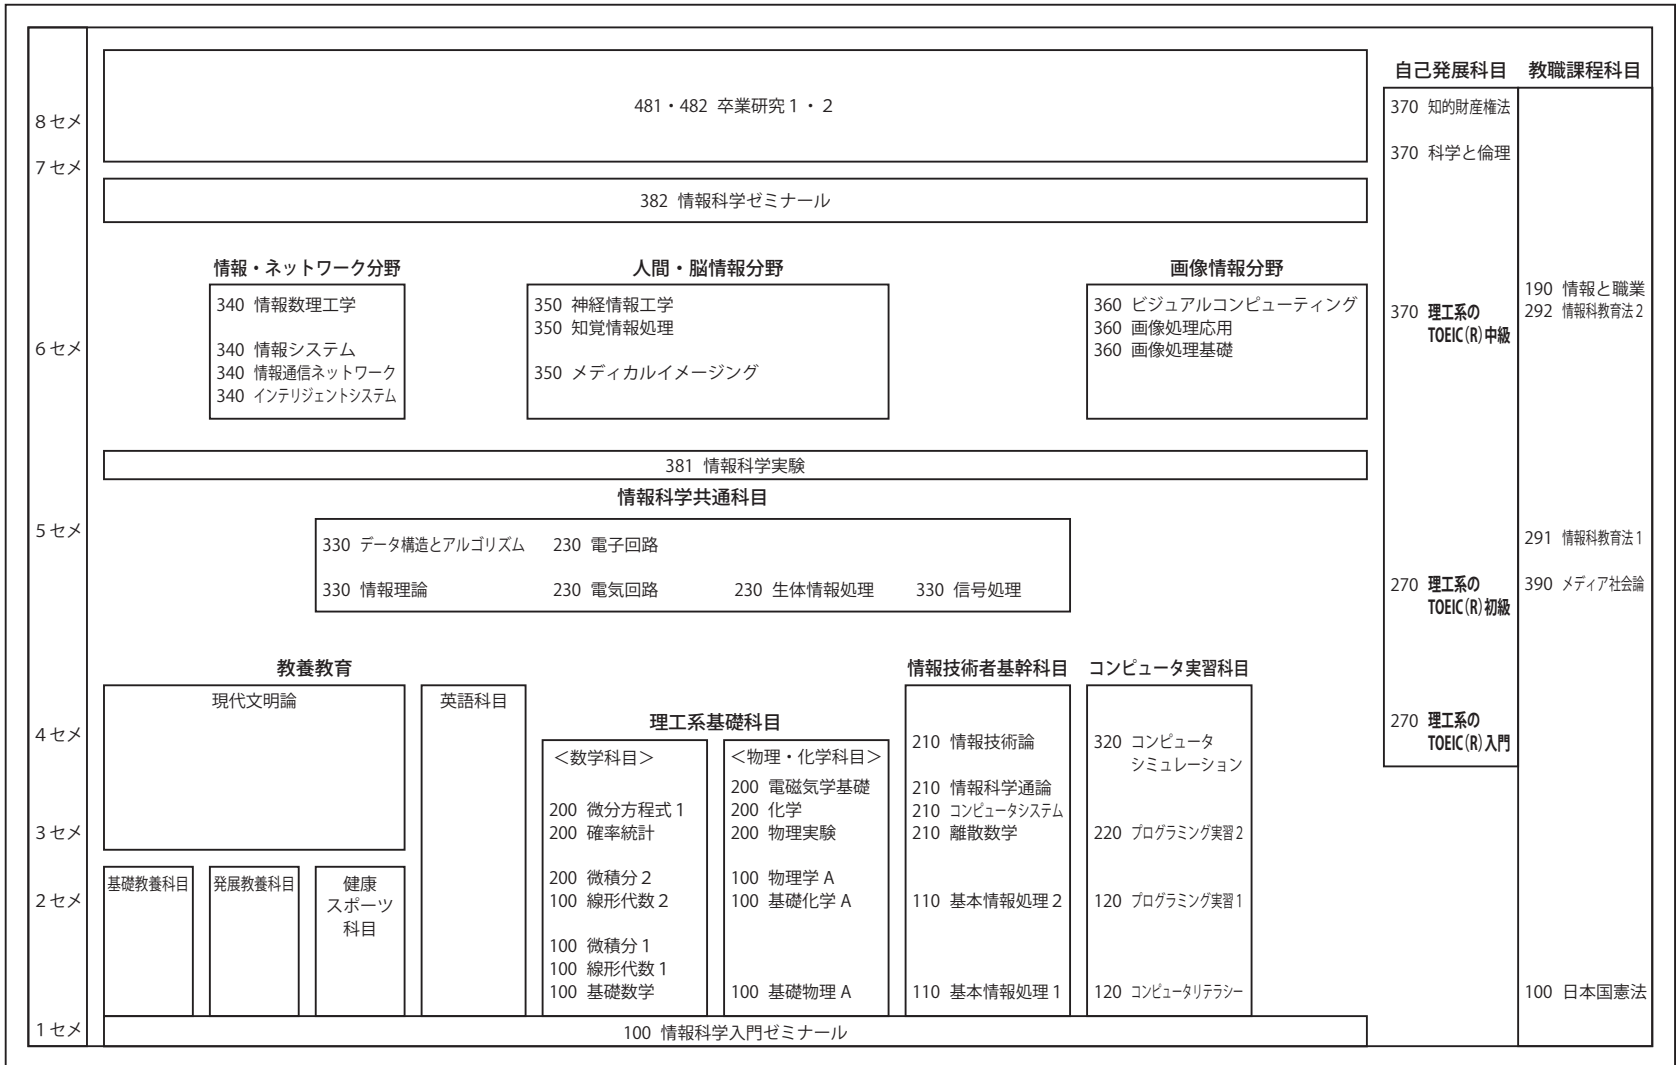 8セメ
7セメ
6セメ
5セメ
4セメ
3セメ
2セメ
1セメ
481・482 卒業研究1・2
382 情報科学ゼミナール
情報・ネットワーク分野
340 情報数理工学
340 情報システム
340 情報通信ネットワーク
340 インテリジェントシステム
人間・脳情報分野
350 神経情報工学
350 知覚情報処理
350 メディカルイメージング
画像情報分野
360 ビジュアルコンピューティング
360 画像処理応用
360 画像処理基礎
381 情報科学実験
情報科学共通科目
330 データ構造とアルゴリズム 230 電子回路
330 情報理論 230 電気回路 230 生体情報処理 330 信号処理
教養教育
現代文明論
基礎教養科目
発展教養科目
健康
スポーツ
科目
英語科目
理工系基礎科目
＜数学科目＞
200 微分方程式1
200 確率統計
200 微積分2
100 線形代数2
100 微積分1
100 線形代数1
100 基礎数学
＜物理・化学科目＞
200 電磁気学基礎
200 化学
200 物理実験
100 物理学A
100 基礎化学A
100 基礎物理A
情報技術者基幹科目
210 情報技術論
210 情報科学通論
210 コンピュータシステム
210 離散数学
110 基本情報処理2
110 基本情報処理1
コンピュータ実習科目
320 コンピュータ
シミュレーション
220 プログラミング実習2
120 プログラミング実習1
120 コンピュータリテラシー
100 情報科学入門ゼミナール
自己発展科目
370 知的財産権法
370 科学と倫理
370 理工系の
TOEIC(R)中級
270 理工系の
TOEIC(R)初級
270 理工系の
TOEIC(R)入門
教職課程科目
190 情報と職業
292 情報科教育法2
291 情報科教育法1
390 メディア社会論
100 日本国憲法